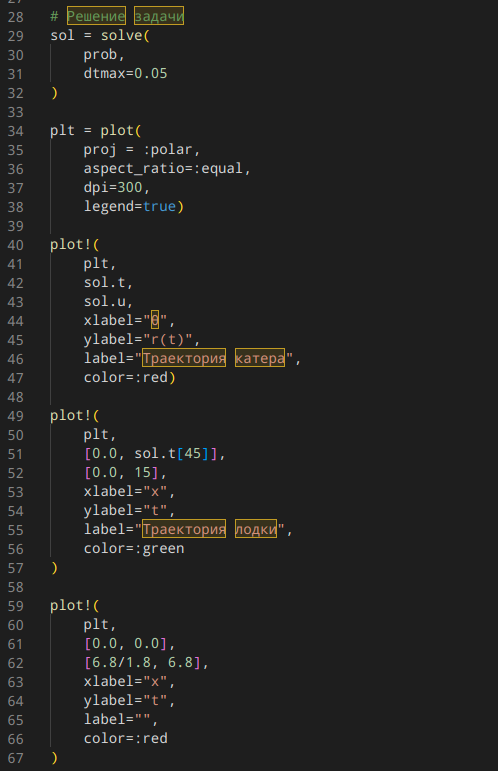 27
28 # Решение задачи
29 sol = solve(
30     prob,
31     dtmax=0.05
32 )
33
34 plt = plot(
35     proj = :polar,
36     aspect_ratio=:equal,
37     dpi=300,
38     legend=true)
39
40 plot!(
41     plt,
42     sol.t,
43     sol.u,
44     xlabel="θ",
45     ylabel="r(t)",
46     label="Траектория катера",
47     color=:red)
48
49 plot!(
50     plt,
51     [0.0, sol.t[45]],
52     [0.0, 15],
53     xlabel="x",
54     ylabel="t",
55     label="Траектория лодки",
56     color=:green
57 )
58
59 plot!(
60     plt,
61     [0.0, 0.0],
62     [6.8/1.8, 6.8],
63     xlabel="x",
64     ylabel="t",
65     label="",
66     color=:red
67 )